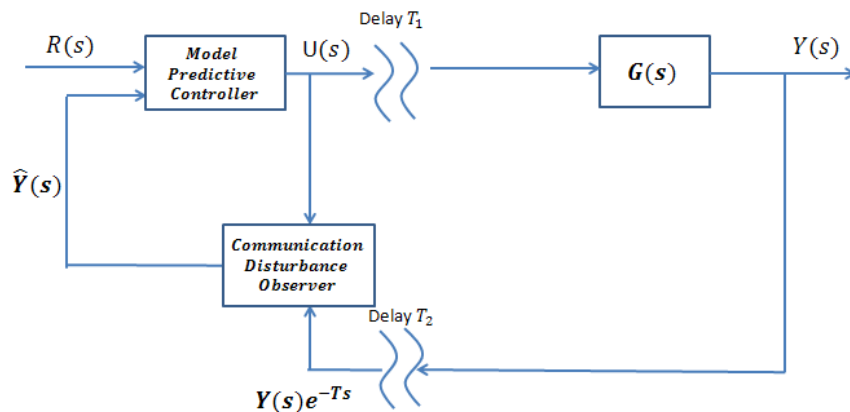 Delay T₁
R(s)
Model
Predictive
Controller
U(s)
G(s)
Y(s)
Ŷ(s)
Communication
Disturbance
Observer
Delay T₂
Y(s)e⁻ᵀˢ